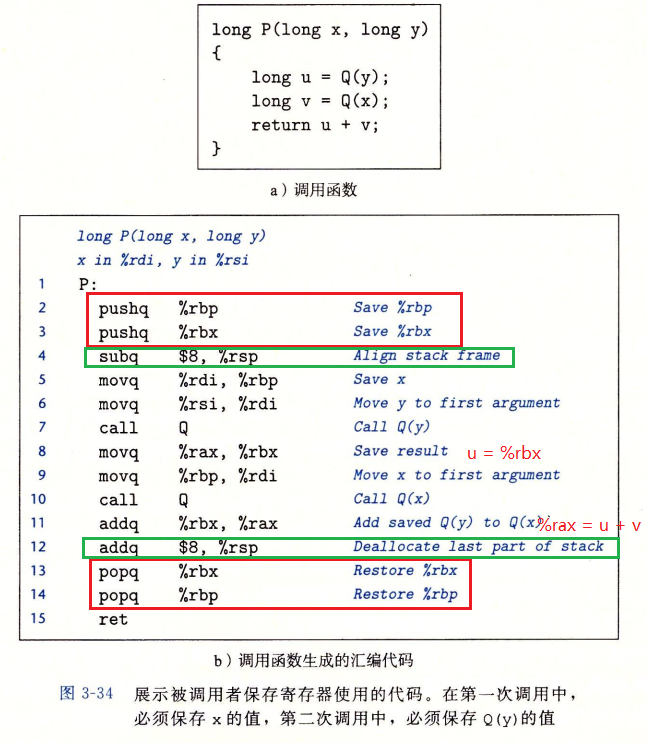 long P(long x, long y)
{
    long u = Q(y);
    long v = Q(x);
    return u + v;
}
a）调用函数
long P(long x, long y)
x in %rdi, y in %rsi
1 P:
2 pushq %rbp Save %rbp
3 pushq %rbx Save %rbx
4 subq $8, %rsp Align stack frame
5 movq %rdi, %rbp Save x
6 movq %rsi, %rdi Move y to first argument
7 call Q Call Q(y)
8 movq %rax, %rbx Save result u = %rbx
9 movq %rbp, %rdi Move x to first argument
10 call Q Call Q(x)
11 addq %rbx, %rax Add saved Q(y) to Q(x) %rax = u + v
12 addq $8, %rsp Deallocate last part of stack
13 popq %rbx Restore %rbx
14 popq %rbp Restore %rbp
15 ret
b）调用函数生成的汇编代码
图 3-34 展示被调用者保存寄存器使用的代码。在第一次调用中，
必须保存 x 的值，第二次调用中，必须保存 Q(y)的值